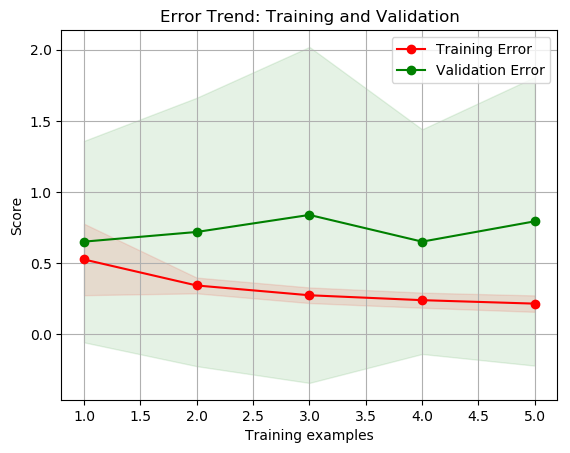 Error Trend: Training and Validation
Training Error
Validation Error
Score
2.0
1.5
1.0
0.5
0.0
1.0 1.5 2.0 2.5 3.0 3.5 4.0 4.5 5.0
Training examples